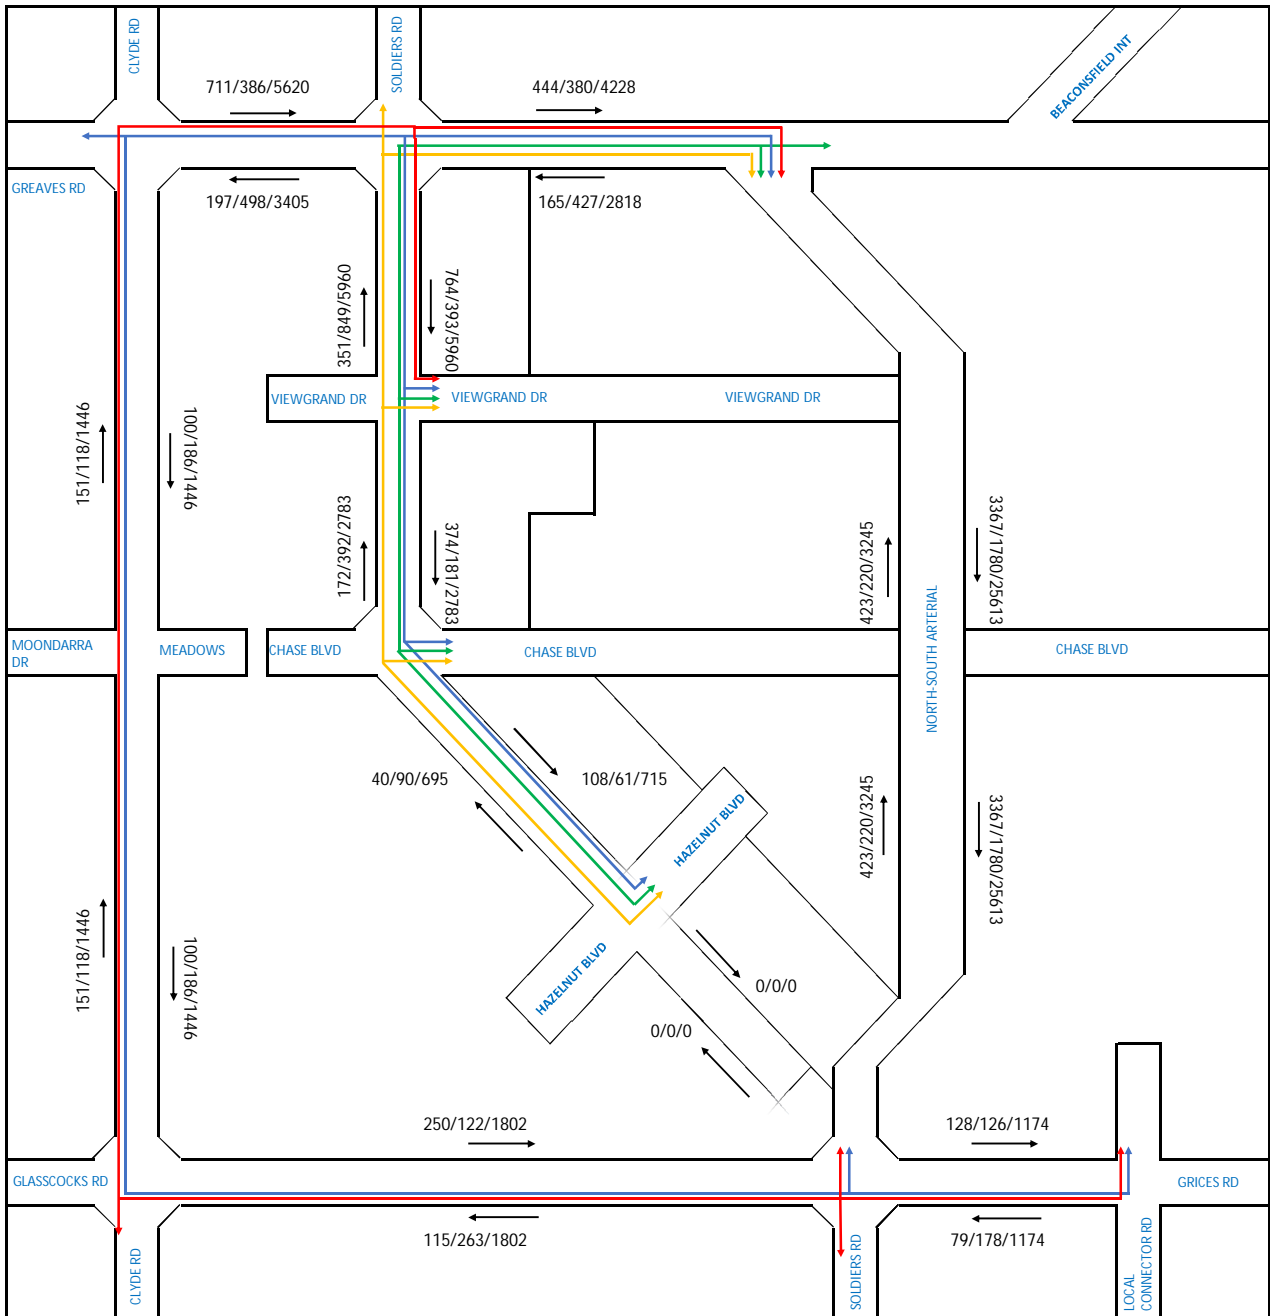 CLYDE RD
SOLDIERS RD
BEACONSFIELD INT
711/386/5620
444/380/4228
GREAVES RD
197/498/3405
165/427/2818
351/849/5960
764/393/5960
VIEWGRAND DR
VIEWGRAND DR
VIEWGRAND DR
151/118/1446
100/186/1446
172/392/2783
374/181/2783
423/220/3245
3367/1780/25613
MOONDARRA
DR
MEADOWS
CHASE BLVD
CHASE BLVD
NORTH-SOUTH ARTERIAL
CHASE BLVD
40/90/695
108/61/715
HAZELNUT BLVD
423/220/3245
3367/1780/25613
151/118/1446
100/186/1446
HAZELNUT BLVD
0/0/0
0/0/0
250/122/1802
128/126/1174
GLASSCOCKS RD
GRICES RD
115/263/1802
79/178/1174
CLYDE RD
SOLDIERS RD
LOCAL
CONNECTOR RD